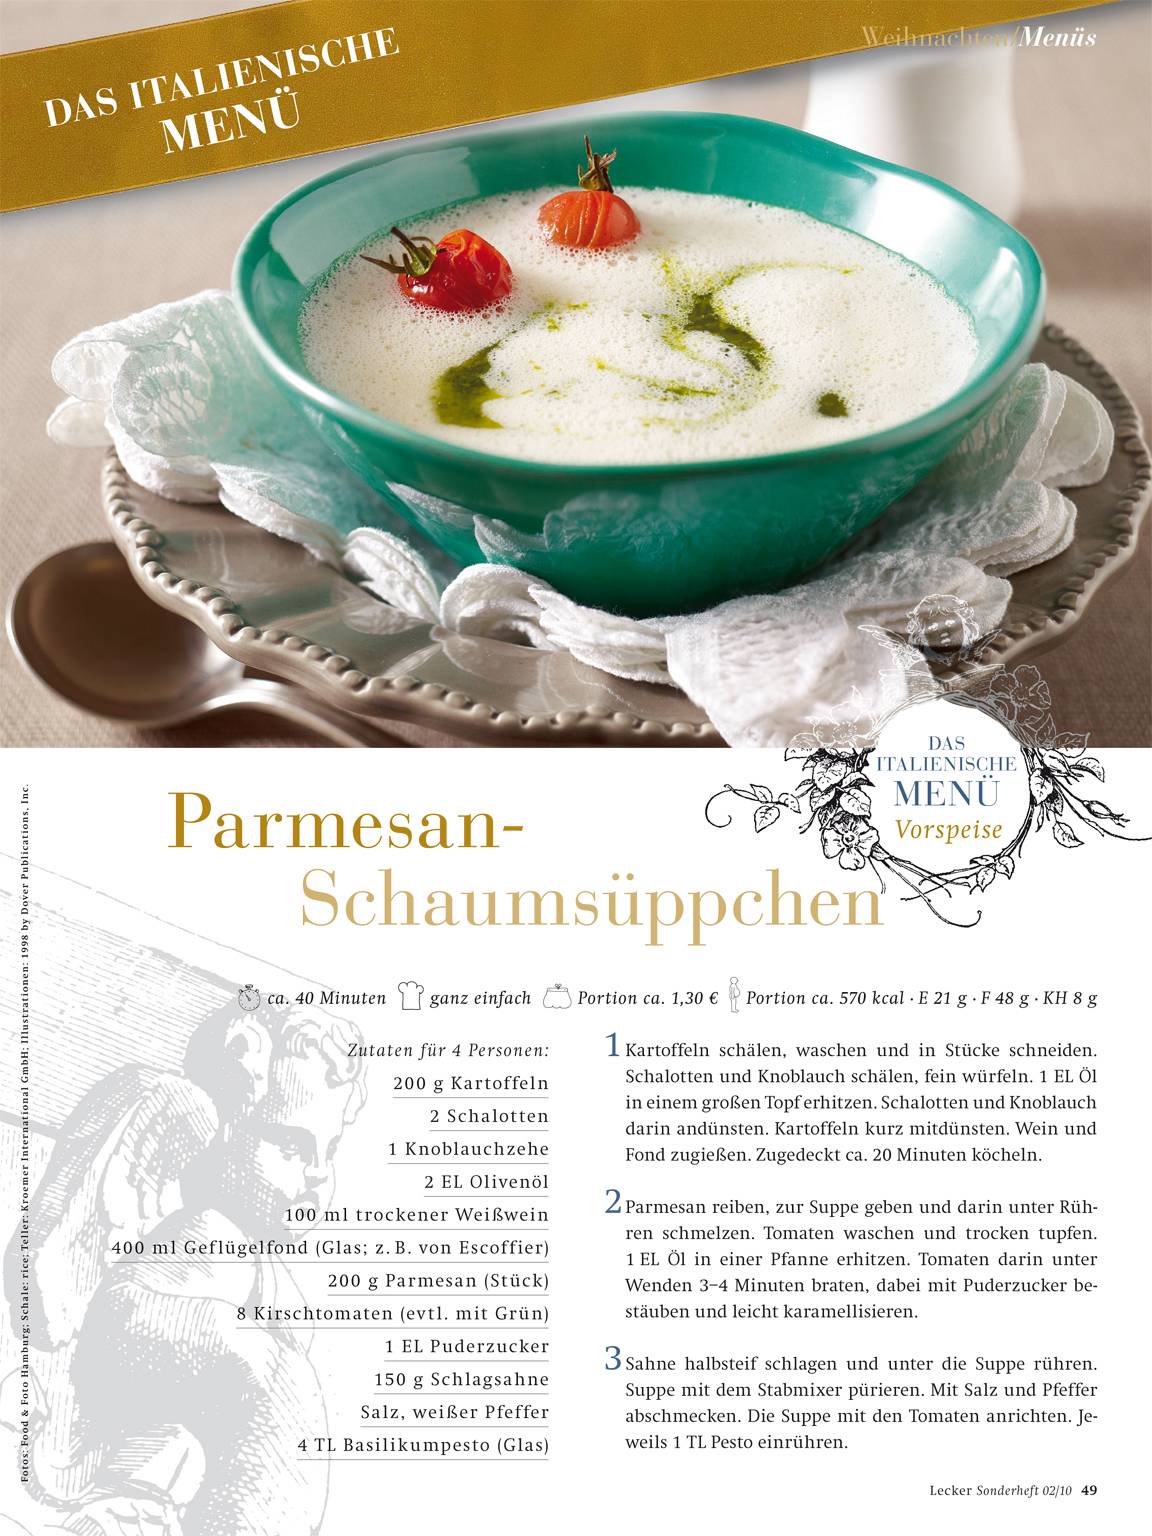 Weihnachten/Menüs
DAS ITALIENISCHE
MENÜ
DAS
ITALIENISCHE
MENÜ
Vorspeise
Parmesan-
Schaumsüppchen
ca. 40 Minuten ganz einfach Portion ca. 1,30 € Portion ca. 570 kcal · E 21 g · F 48 g · KH 8 g
Zutaten für 4 Personen:
200 g Kartoffeln
2 Schalotten
1 Knoblauchzehe
2 EL Olivenöl
100 ml trockener Weißwein
400 ml Geflügelfond (Glas; z. B. von Escoffier)
200 g Parmesan (Stück)
8 Kirschtomaten (evtl. mit Grün)
1 EL Puderzucker
150 g Schlagsahne
Salz, weißer Pfeffer
4 TL Basilikumpesto (Glas)
1 Kartoffeln schälen, waschen und in Stücke schneiden.
Schalotten und Knoblauch schälen, fein würfeln. 1 EL Öl
in einem großen Topf erhitzen. Schalotten und Knoblauch
darin andünsten. Kartoffeln kurz mitdünsten. Wein und
Fond zugießen. Zugedeckt ca. 20 Minuten köcheln.
2 Parmesan reiben, zur Suppe geben und darin unter Rüh-
ren schmelzen. Tomaten waschen und trocken tupfen.
1 EL Öl in einer Pfanne erhitzen. Tomaten darin unter
Wenden 3–4 Minuten braten, dabei mit Puderzucker be-
stäuben und leicht karamellisieren.
3 Sahne halbsteif schlagen und unter die Suppe rühren.
Suppe mit dem Stabmixer pürieren. Mit Salz und Pfeffer
abschmecken. Die Suppe mit den Tomaten anrichten. Je-
weils 1 TL Pesto einrühren.
Fotos: Food & Foto Hamburg; Schale: rice; Teller: Kroemer International GmbH; Illustrationen: 1998 by Dover Publications, Inc.
Lecker Sonderheft 02/10 49